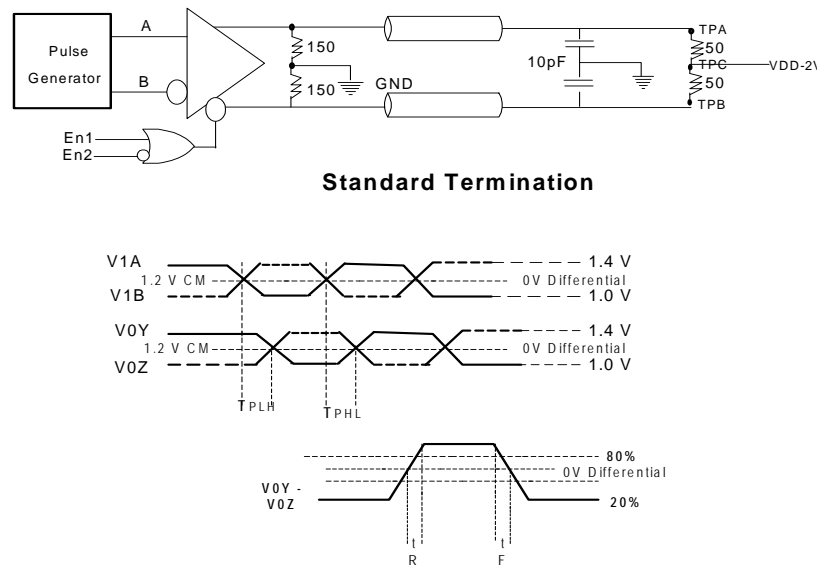 A
TPA
Pulse
Generator
150
50
10pF
TPC
VDD-2V
B
150
GND
50
TPB
En1
En2
Standard Termination
V1A
1.4 V
1.2 V CM
0V Differential
V1B
1.0 V
V0Y
1.4 V
1.2 V CM
0V Differential
V0Z
1.0 V
TPLH
TPHL
80%
0V Differential
V0Y -
V0Z
20%
t t
R F